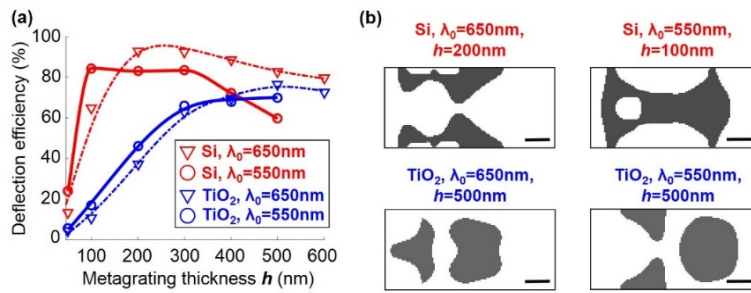 (a)
Deflection efficiency (%)
100
80
60
40
20
0
100 200 300 400 500 600
Metagrating thickness h (nm)
Si, λ0=650nm
Si, λ0=550nm
TiO2, λ0=650nm
TiO2, λ0=550nm
(b)
Si, λ0=650nm,
h=200nm
Si, λ0=550nm,
h=100nm
TiO2, λ0=650nm,
h=500nm
TiO2, λ0=550nm,
h=500nm